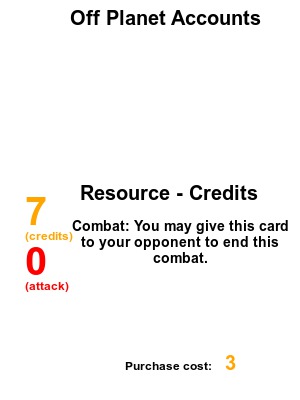 Off Planet Accounts
Resource - Credits
7
(credits)
0
(attack)
Combat: You may give this card
to your opponent to end this
combat.
Purchase cost: 3